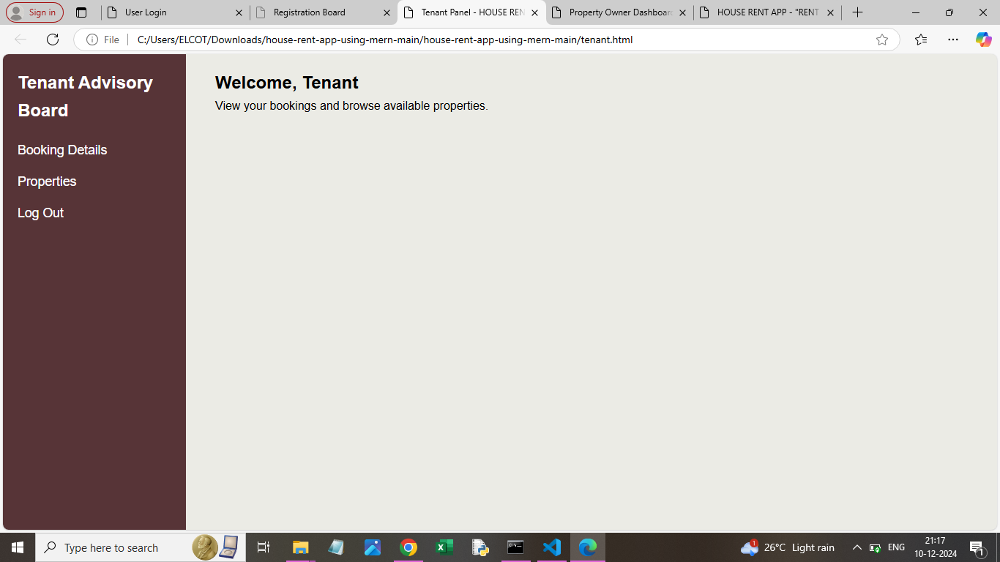 Sign in
User Login
Registration Board
Tenant Panel - HOUSE REN
Property Owner Dashboard
HOUSE RENT APP - "RENT
File
C:/Users/ELCOT/Downloads/house-rent-app-using-mern-main/house-rent-app-using-mern-main/tenant.html
Tenant Advisory
Board
Booking Details
Properties
Log Out
Welcome, Tenant
View your bookings and browse available properties.
Type here to search
1
26°C Light rain
ENG
21:17
10-12-2024
1